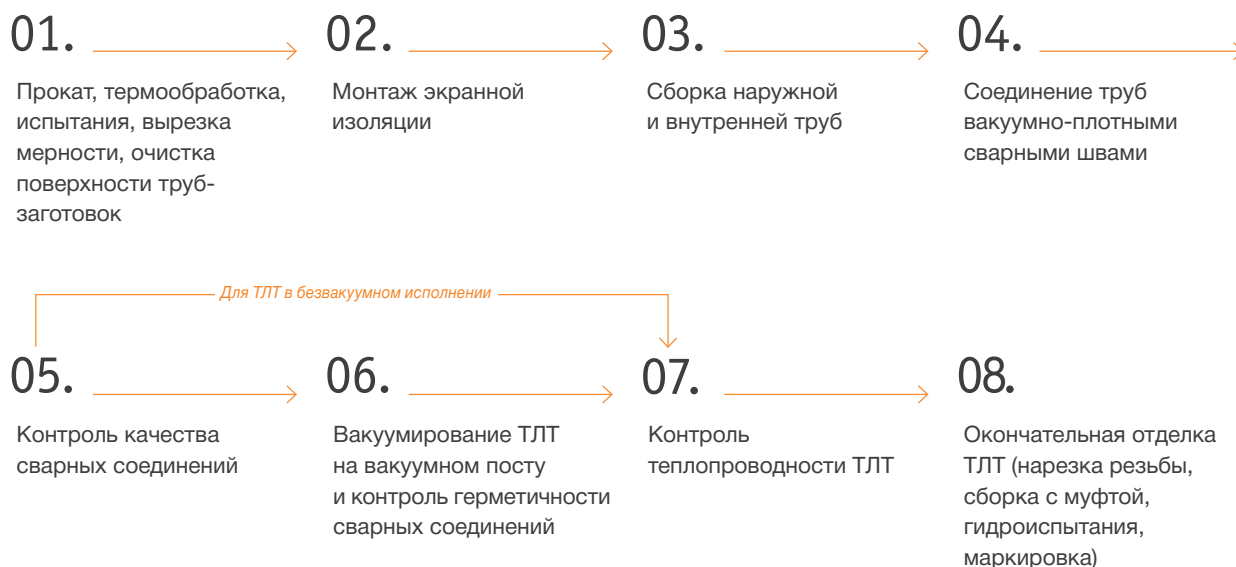 01.
Прокат, термообработка,
испытания, вырезка
мерности, очистка
поверхности труб-
заготовок
02.
Монтаж экранной
изоляции
03.
Сборка наружной
и внутренней труб
04.
Соединение труб
вакуумно-плотными
сварными швами
Для ТЛТ в безвакуумном исполнении
05.
Контроль качества
сварных соединений
06.
Вакуумирование ТЛТ
на вакуумном посту
и контроль герметичности
сварных соединений
07.
Контроль
теплопроводности ТЛТ
08.
Окончательная отделка
ТЛТ (нарезка резьбы,
сборка с муфтой,
гидроиспытания,
маркировка)